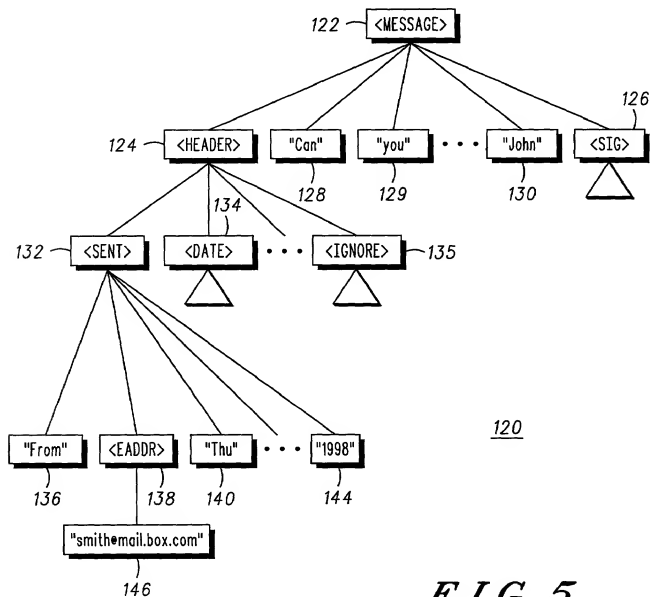 122 <MESSAGE>
126
124 <HEADER> "Can" "you" • • • "John" <SIG>
128 129 130
134
132 <SENT> <DATE> • • • <IGNORE> 135
120
"From" <EADDR> "Thu" • • • "1998"
136 138 140 144
"smith@mail.box.com"
146
FIG. 5